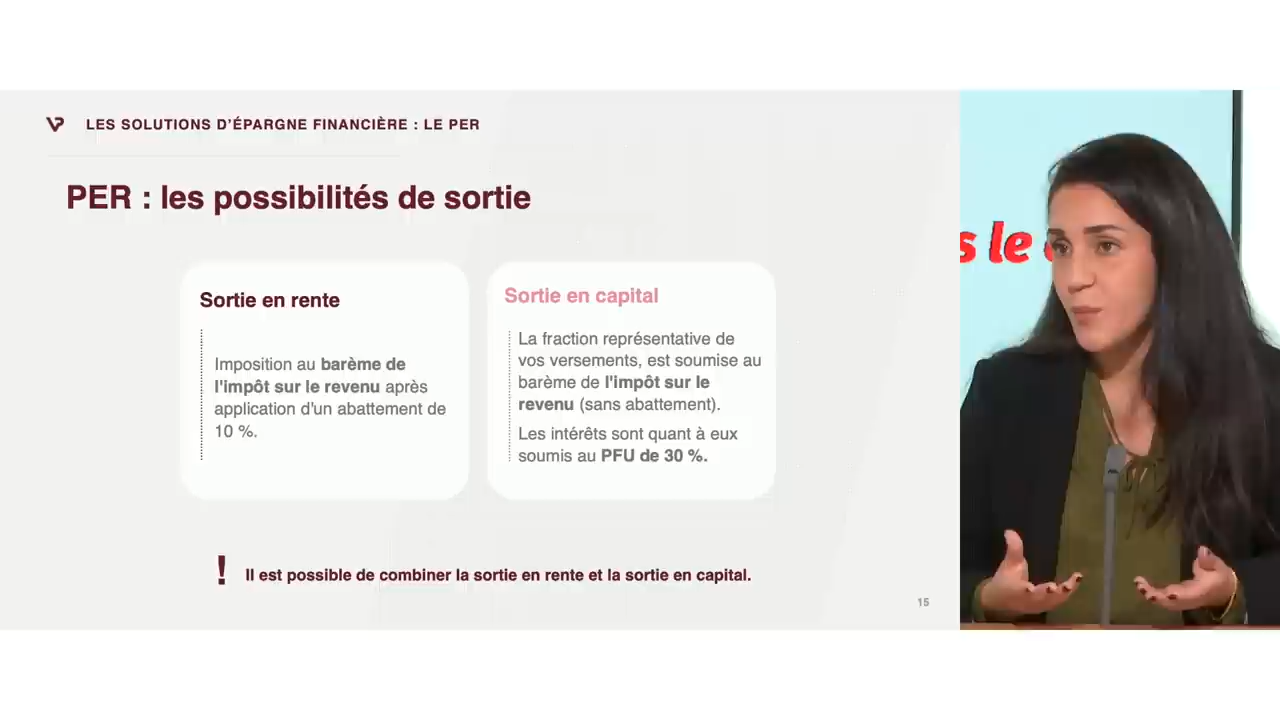 LES SOLUTIONS D'ÉPARGNE FINANCIÈRE : LE PER
PER : les possibilités de sortie
Sortie en rente
Imposition au barème de
l'impôt sur le revenu après
application d'un abattement de
10 %.
Sortie en capital
La fraction représentative de
vos versements, est soumise au
barème de l'impôt sur le
revenu (sans abattement).
Les intérêts sont quant à eux
soumis au PFU de 30 %.
! Il est possible de combiner la sortie en rente et la sortie en capital.
15
s le